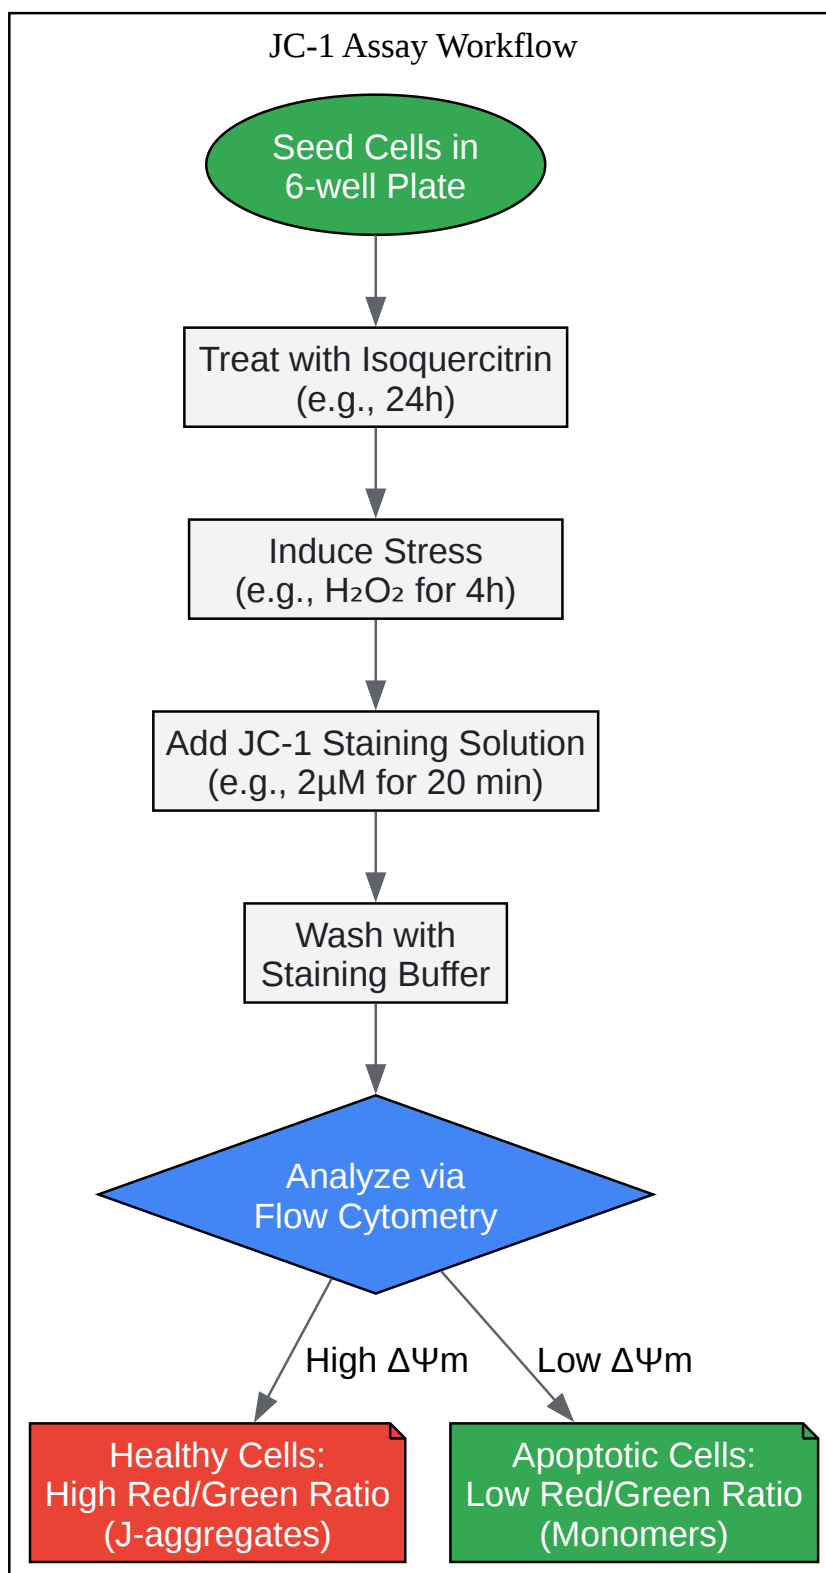 JC-1 Assay Workflow
Seed Cells in
6-well Plate
Treat with Isoquercitrin
(e.g., 24h)
Induce Stress
(e.g., H₂O₂ for 4h)
Add JC-1 Staining Solution
(e.g., 2µM for 20 min)
Wash with
Staining Buffer
Analyze via
Flow Cytometry
High ΔΨm
Low ΔΨm
Healthy Cells:
High Red/Green Ratio
(J-aggregates)
Apoptotic Cells:
Low Red/Green Ratio
(Monomers)